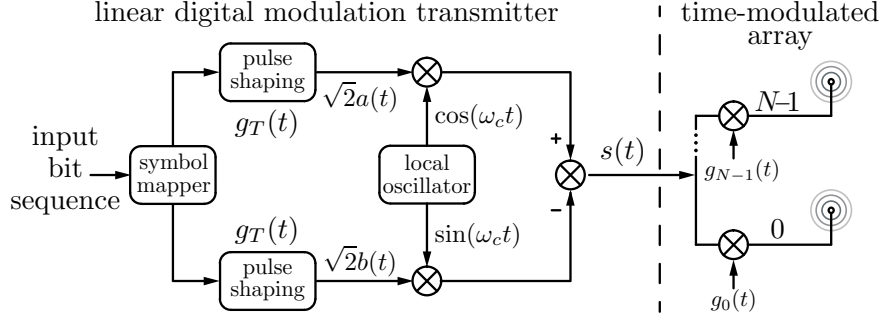 linear digital modulation transmitter
time-modulated
array
pulse
shaping
√2a(t)
g_T(t)
cos(ω_c t)
N-1
input
bit
sequence
symbol
mapper
local
oscillator
+
-
s(t)
g_{N-1}(t)
g_T(t)
sin(ω_c t)
0
pulse
shaping
√2b(t)
g_0(t)